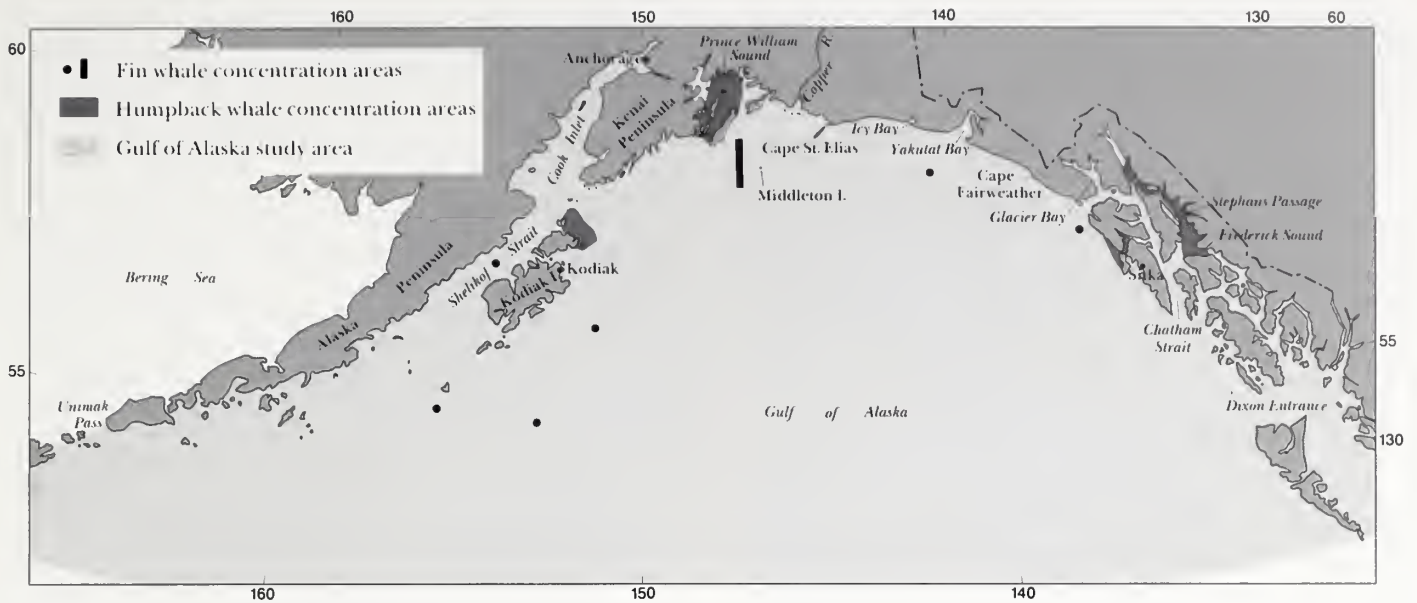 160 150 140 130 60
60
Fin whale concentration areas
Humpback whale concentration areas
Gulf of Alaska study area
Anchorage
Prince William
Sound
Copper R.
Kenai
Peninsula
Cook Inlet
Cape St. Elias
Middleton I.
Icy Bay
Yakutat Bay
Cape
Fairweather
Glacier Bay
Stephans Passage
Frederick Sound
Sitka
Chatham
Strait
Bering Sea
Alaska Peninsula
Shelikof Strait
Kodiak
Kodiak I.
55
55
Unimak
Pass
Gulf of Alaska
Dixon Entrance
130
160 150 140